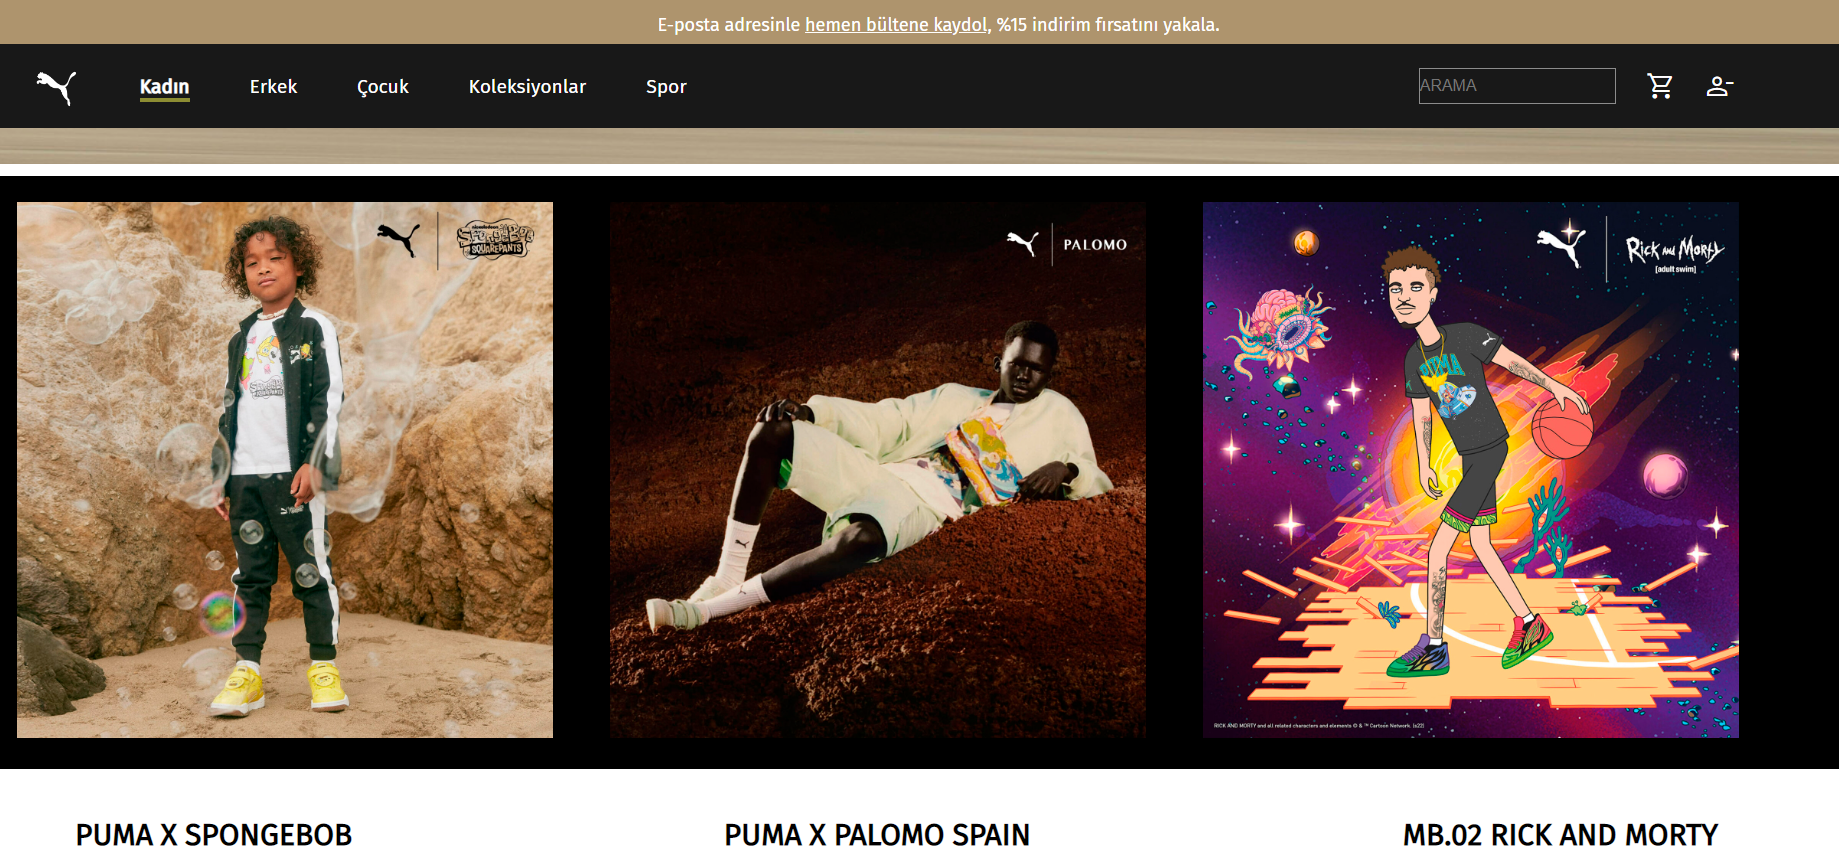 E-posta adresinle hemen bültene kaydol, %15 indirim fırsatını yakala.
Kadın Erkek Çocuk Koleksiyonlar Spor ARAMA
SPONGEBOB
SQUAREPANTS
PALOMO
RICK AND MORTY
[adult swim]
PUMA
RICK AND MORTY and all related characters and elements © & ™ Cartoon Network. (s22)
PUMA X SPONGEBOB PUMA X PALOMO SPAIN MB.02 RICK AND MORTY